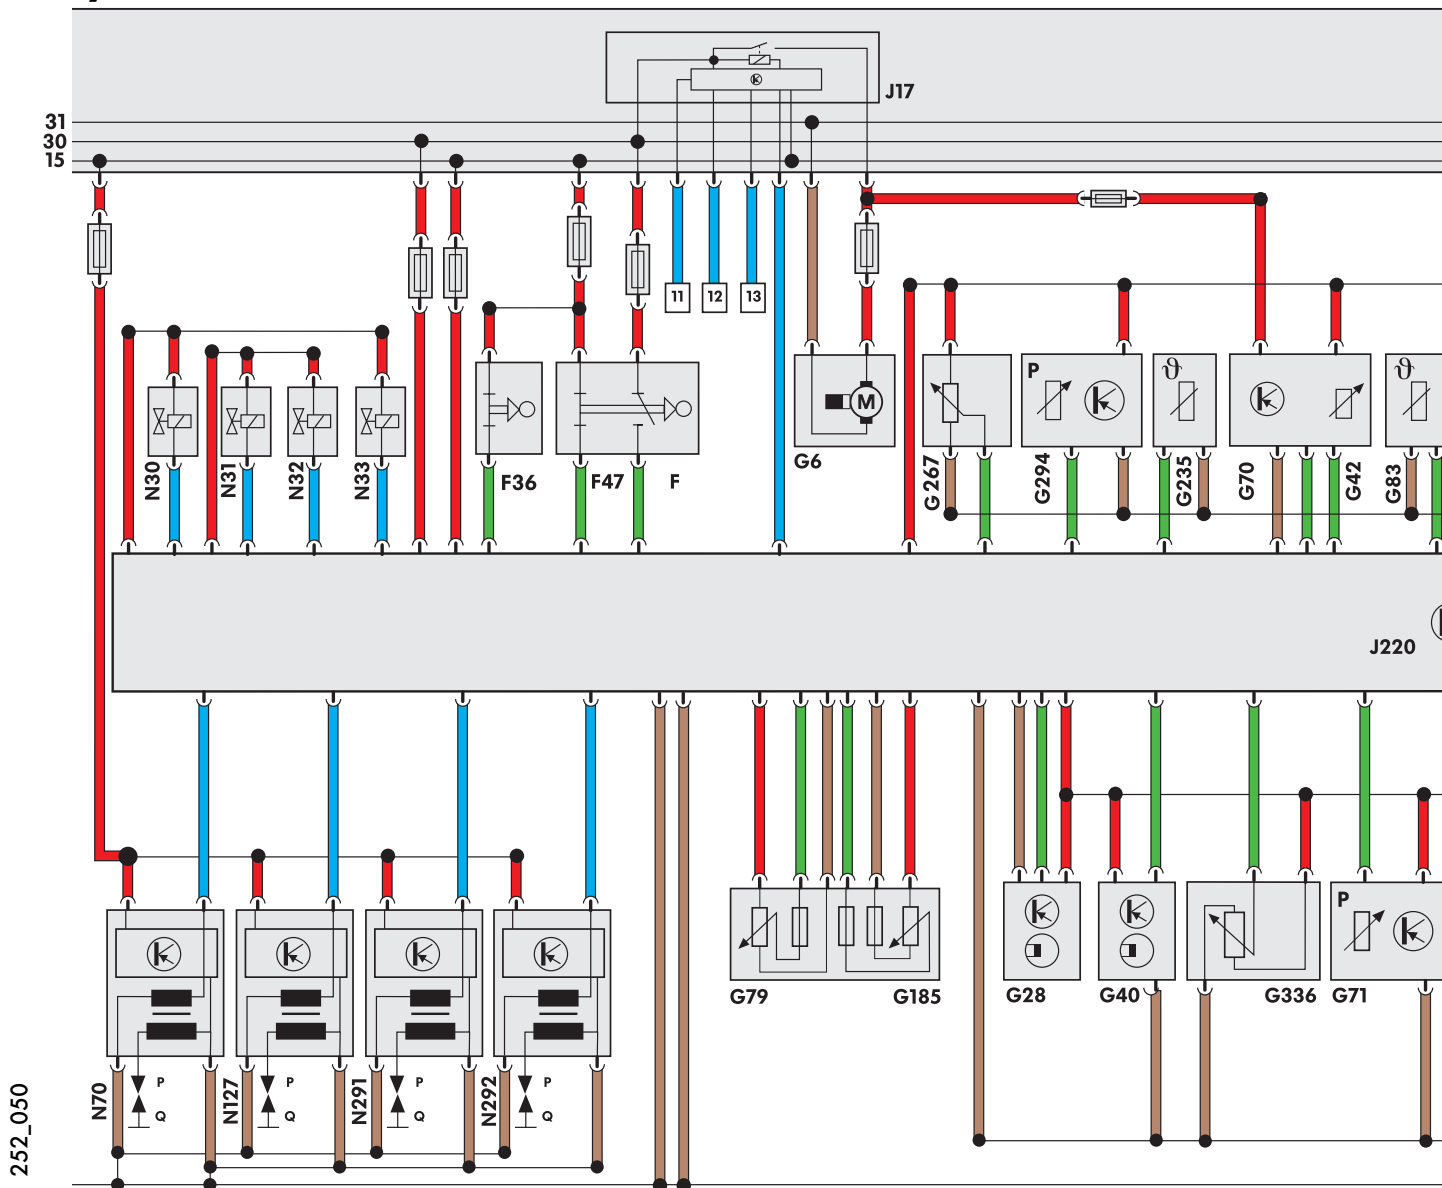 J17
31
30
15
11 12 13
P ϑ ϑ
M
N30 N31 N32 N33 F36 F47 F G6 G267 G294 G235 G70 G42 G83
J220
P
G79 G185 G28 G40 G336 G71
N70 P Q N127 P Q N291 P Q N292 P Q
252_050